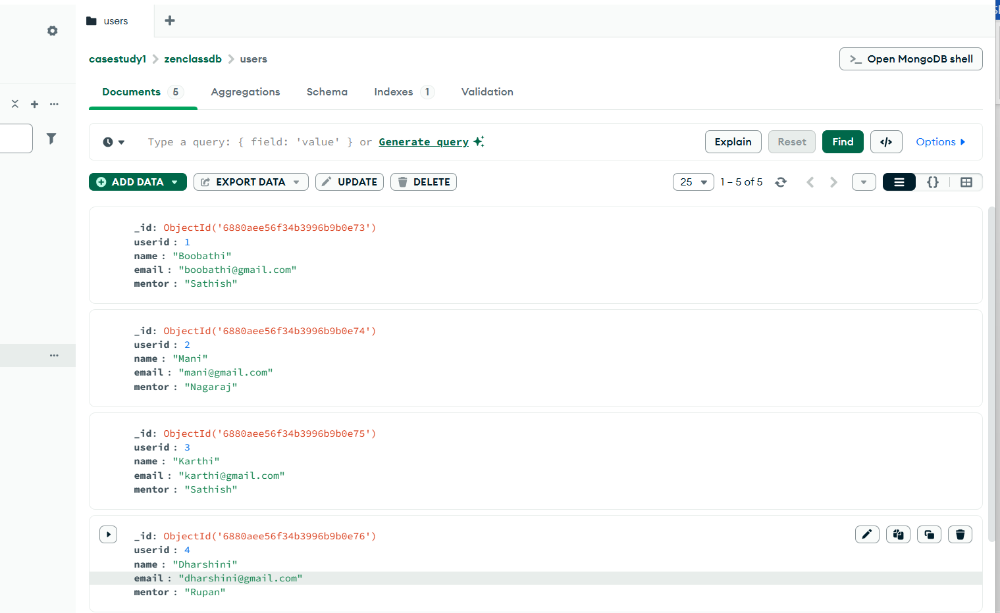 users
casestudy1 > zenclassdb > users
>_ Open MongoDB shell
Documents 5 Aggregations Schema Indexes 1 Validation
Type a query: { field: 'value' } or Generate query
Explain Reset Find </> Options
ADD DATA EXPORT DATA UPDATE DELETE
25 1 – 5 of 5 {}
_id: ObjectId('6880aee56f34b3996b9b0e73')
userid : 1
name : "Boobathi"
email : "boobathi@gmail.com"
mentor : "Sathish"
_id: ObjectId('6880aee56f34b3996b9b0e74')
userid : 2
name : "Mani"
email : "mani@gmail.com"
mentor : "Nagaraj"
_id: ObjectId('6880aee56f34b3996b9b0e75')
userid : 3
name : "Karthi"
email : "karthi@gmail.com"
mentor : "Sathish"
_id: ObjectId('6880aee56f34b3996b9b0e76')
userid : 4
name : "Dharshini"
email : "dharshini@gmail.com"
mentor : "Rupan"